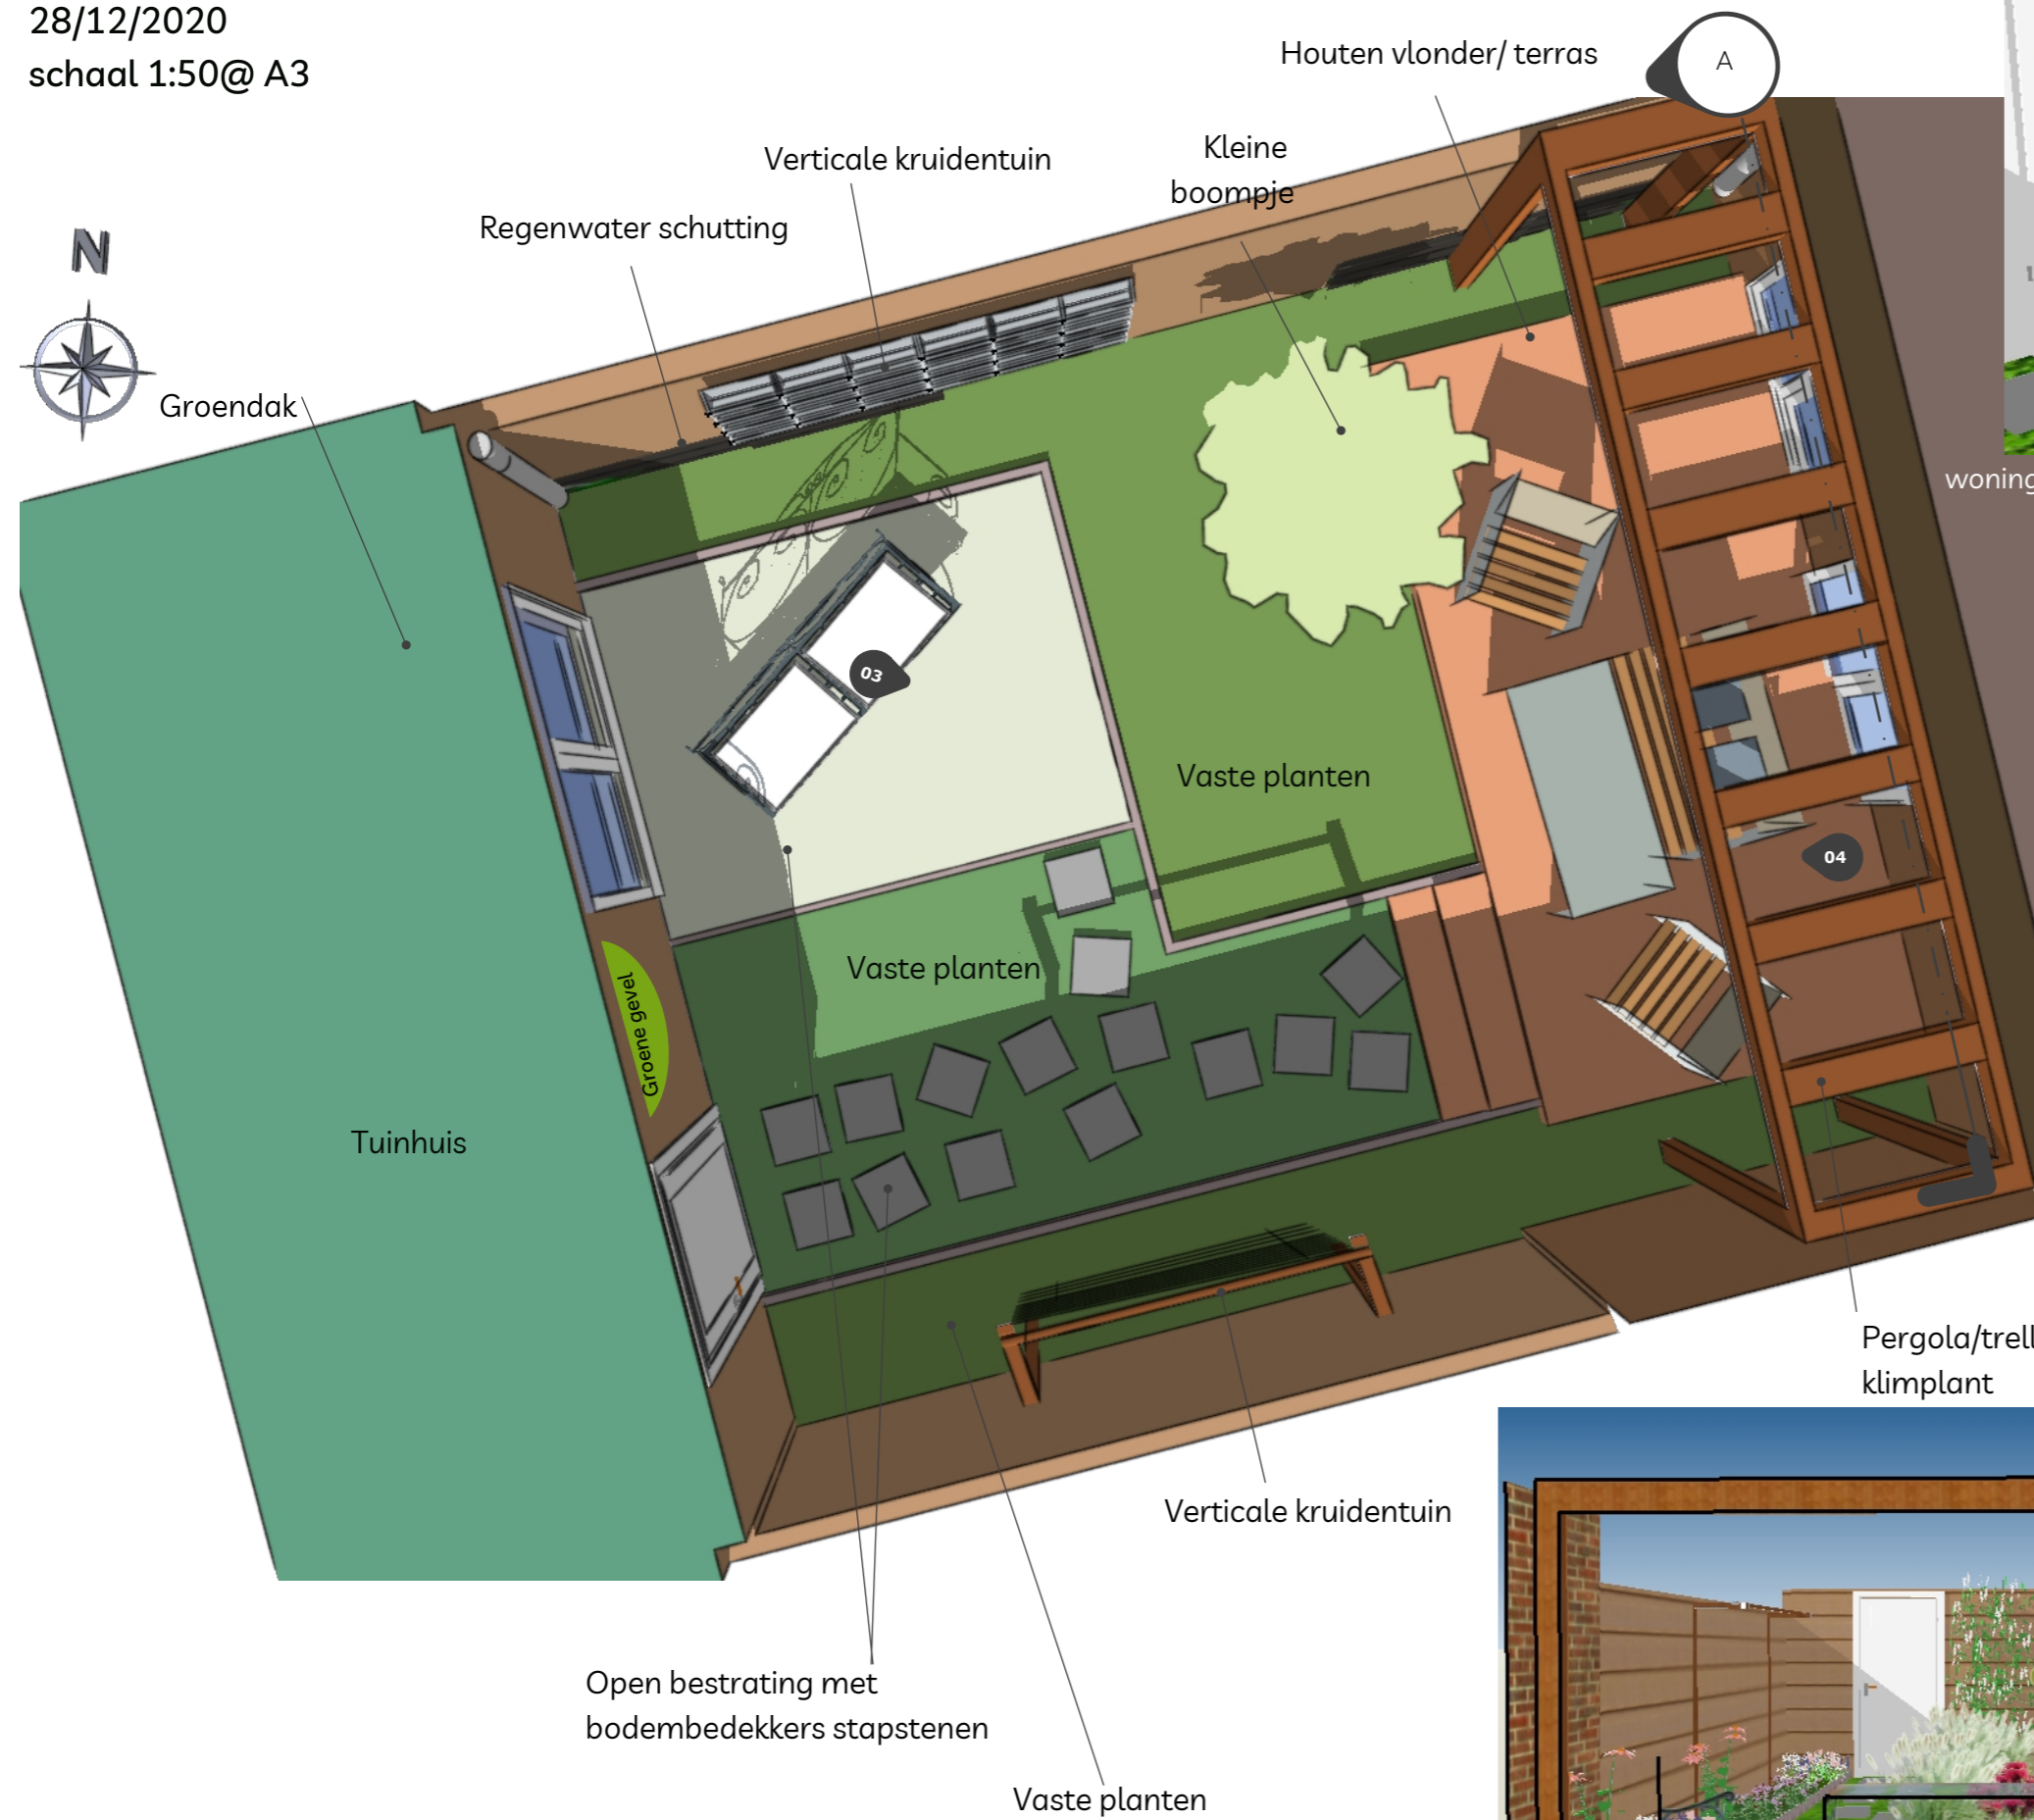 28/12/2020
schaal 1:50@ A3
Houten vlonder/ terras
A
Kleine
boompje
Verticale kruidentuin
Regenwater schutting
N
Groendak
woning
03
Vaste planten
04
Vaste planten
Groene gevel
Tuinhuis
Pergola/trell
klimplant
Verticale kruidentuin
Open bestrating met
bodembedekkers stapstenen
Vaste planten